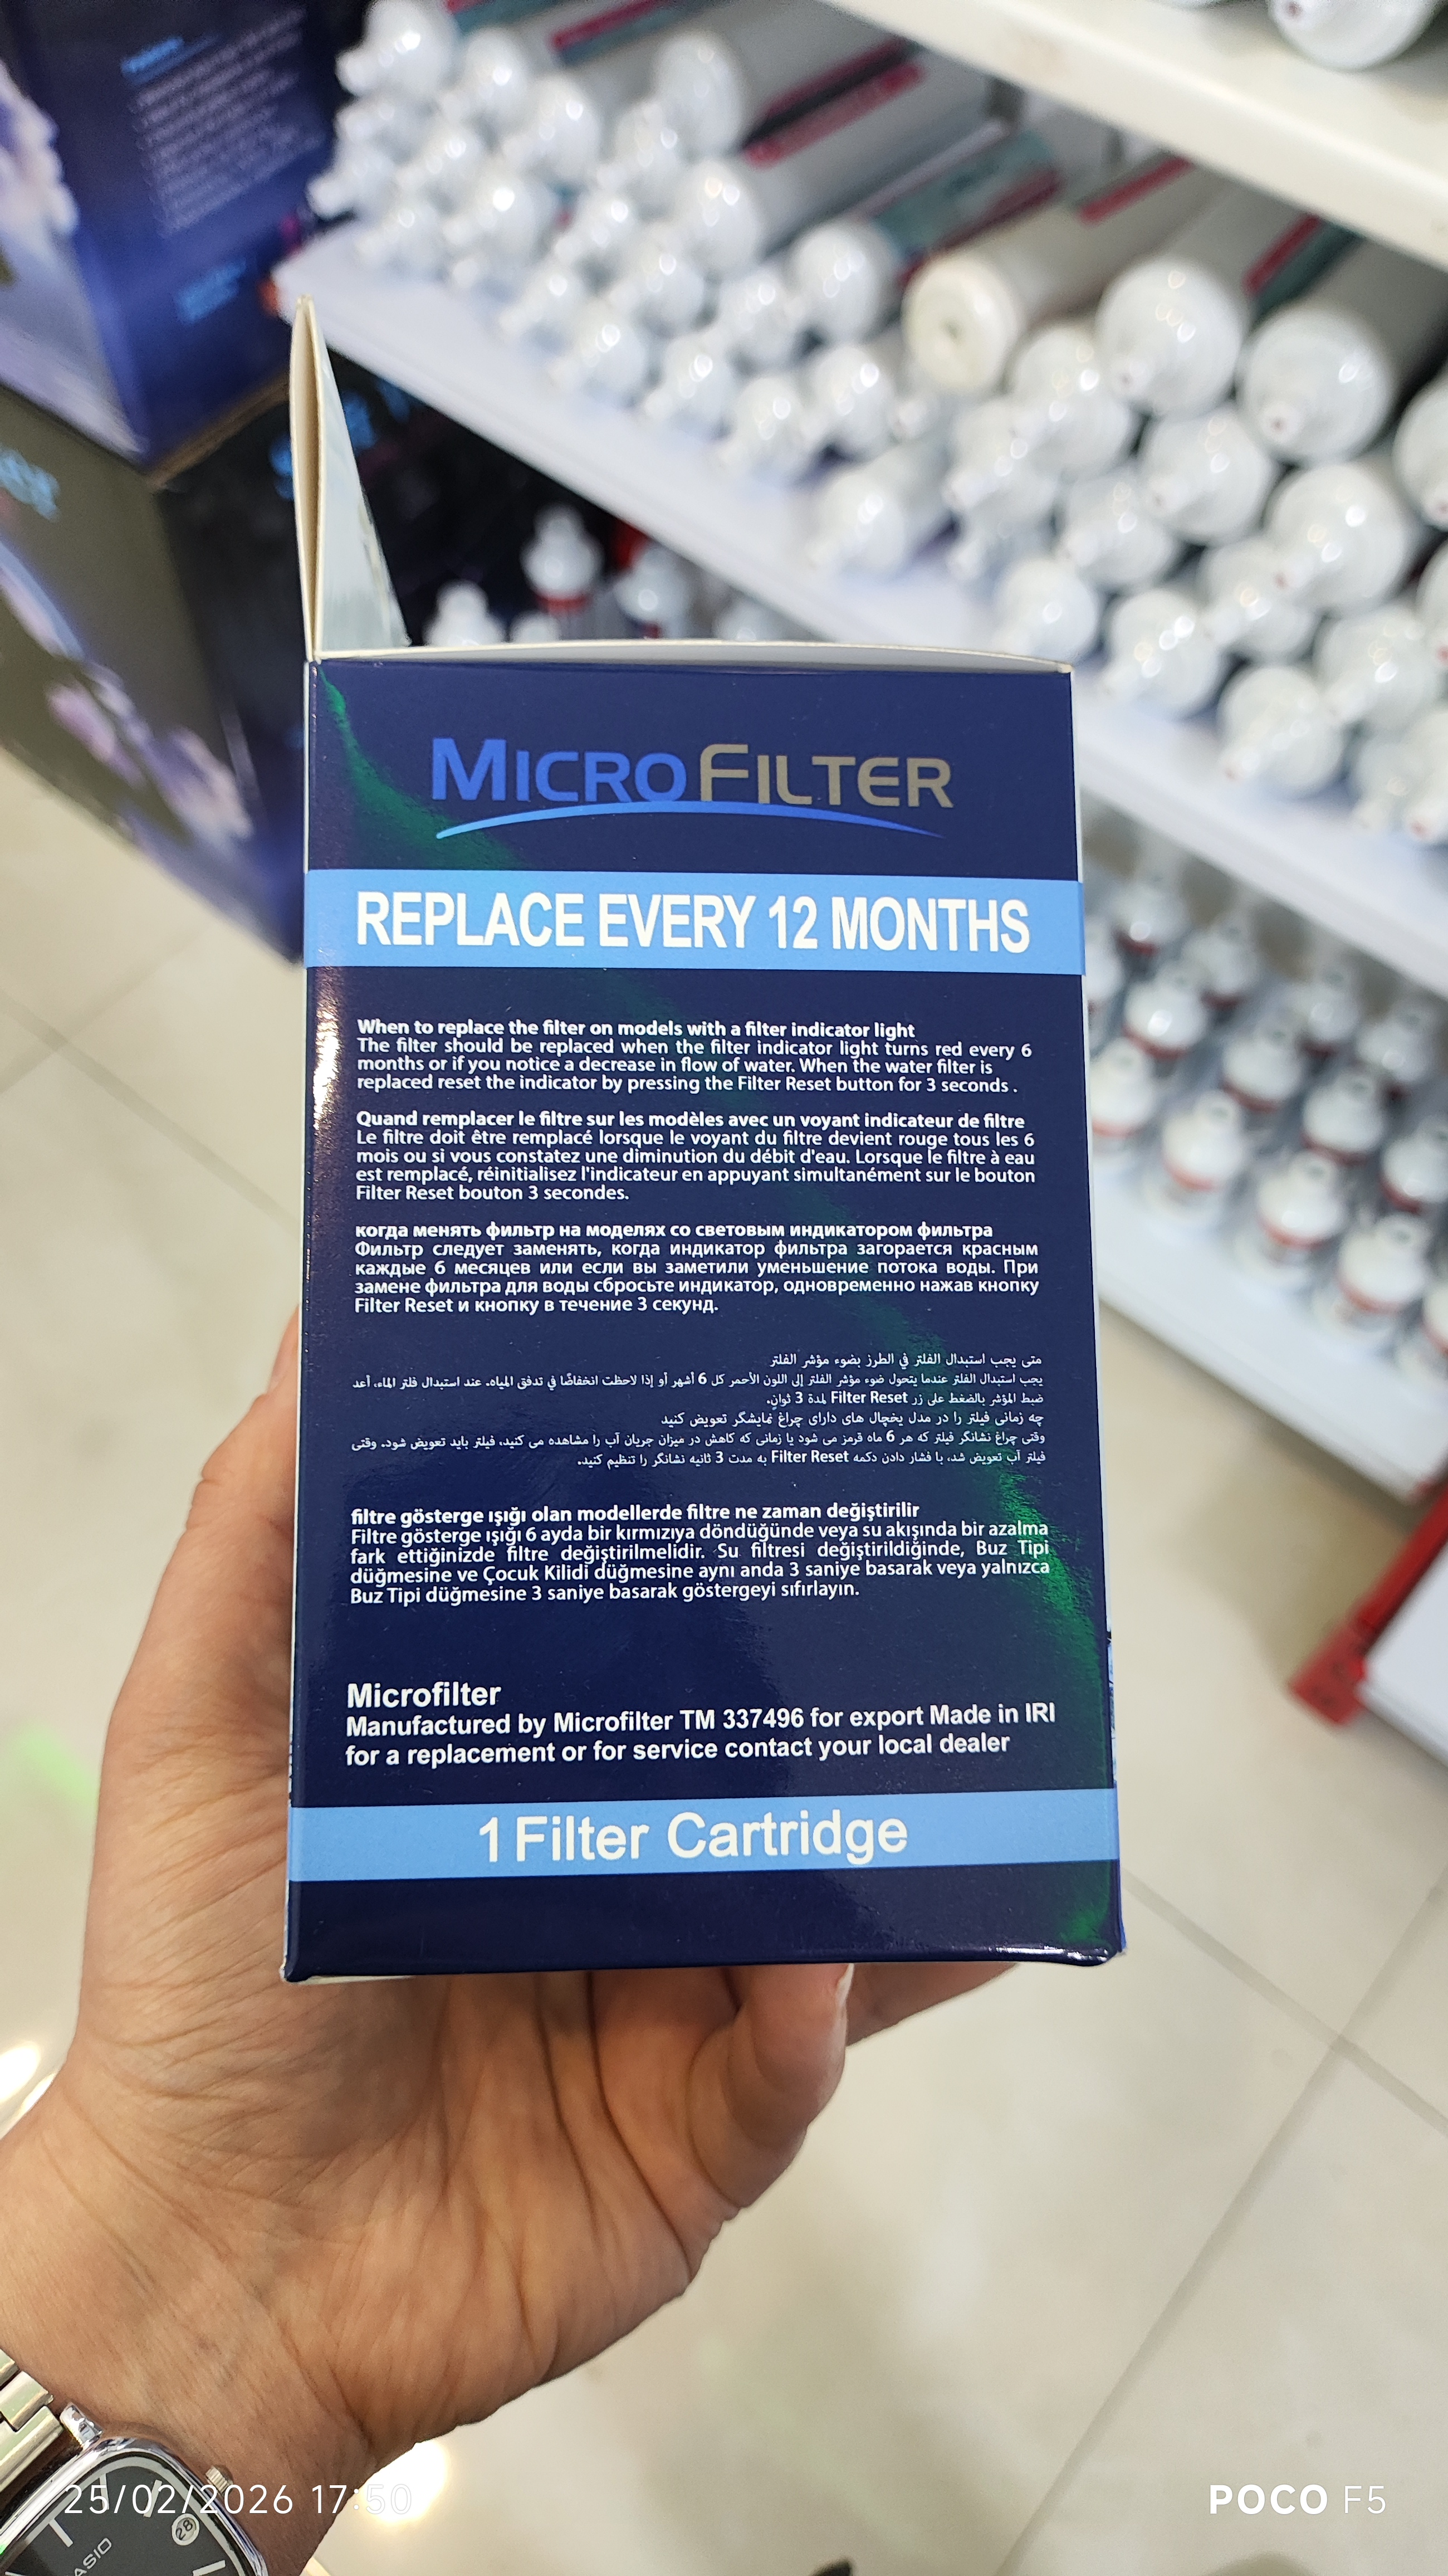 MICROFILTER
REPLACE EVERY 12 MONTHS
When to replace the filter on models with a filter indicator light
The filter should be replaced when the filter indicator light turns red every 6
months or if you notice a decrease in flow of water. When the water filter is
replaced reset the indicator by pressing the Filter Reset button for 3 seconds .
Quand remplacer le filtre sur les modèles avec un voyant indicateur de filtre
Le filtre doit être remplacé lorsque le voyant du filtre devient rouge tous les 6
mois ou si vous constatez une diminution du débit d'eau. Lorsque le filtre à eau
est remplacé, réinitialisez l'indicateur en appuyant simultanément sur le bouton
Filter Reset bouton 3 secondes.
когда менять фильтр на моделях со световым индикатором фильтра
Фильтр следует заменять, когда индикатор фильтра загорается красным
каждые 6 месяцев или если вы заметили уменьшение потока воды. При
замене фильтра для воды сбросьте индикатор, одновременно нажав кнопку
Filter Reset и кнопку в течение 3 секунд.
متى يجب استبدال الفلتر في الطرز بضوء مؤشر الفلتر
يجب استبدال الفلتر عندما يتحول ضوء مؤشر الفلتر إلى اللون الأحمر كل 6 أشهر أو إذا لاحظت انخفاضًا في تدفق المياه. عند استبدال فلتر الماء، أعد
ضبط المؤشر بالضغط على زر Filter Reset لمدة 3 ثوانٍ.
چه زمانی فیلتر را در مدل یخچال های دارای چراغ نمایشگر تعویض کنید
وقتی چراغ نشانگر فیلتر که هر 6 ماه قرمز می شود یا زمانی که کاهش در میزان جریان آب را مشاهده می کنید، فیلتر باید تعویض شود. وقتی
فیلتر آب تعویض شد، با فشار دادن دکمه Filter Reset به مدت 3 ثانیه نشانگر را تنظیم کنید.
filtre gösterge ışığı olan modellerde filtre ne zaman değiştirilir
Filtre gösterge ışığı 6 ayda bir kırmızıya döndüğünde veya su akışında bir azalma
fark ettiğinizde filtre değiştirilmelidir. Su filtresi değiştirildiğinde, Buz Tipi
düğmesine ve Çocuk Kilidi düğmesine aynı anda 3 saniye basarak veya yalnızca
Buz Tipi düğmesine 3 saniye basarak göstergeyi sıfırlayın.
Microfilter
Manufactured by Microfilter TM 337496 for export Made in IRI
for a replacement or for service contact your local dealer
1 Filter Cartridge
25/02/2026 17:50
POCO F5
28